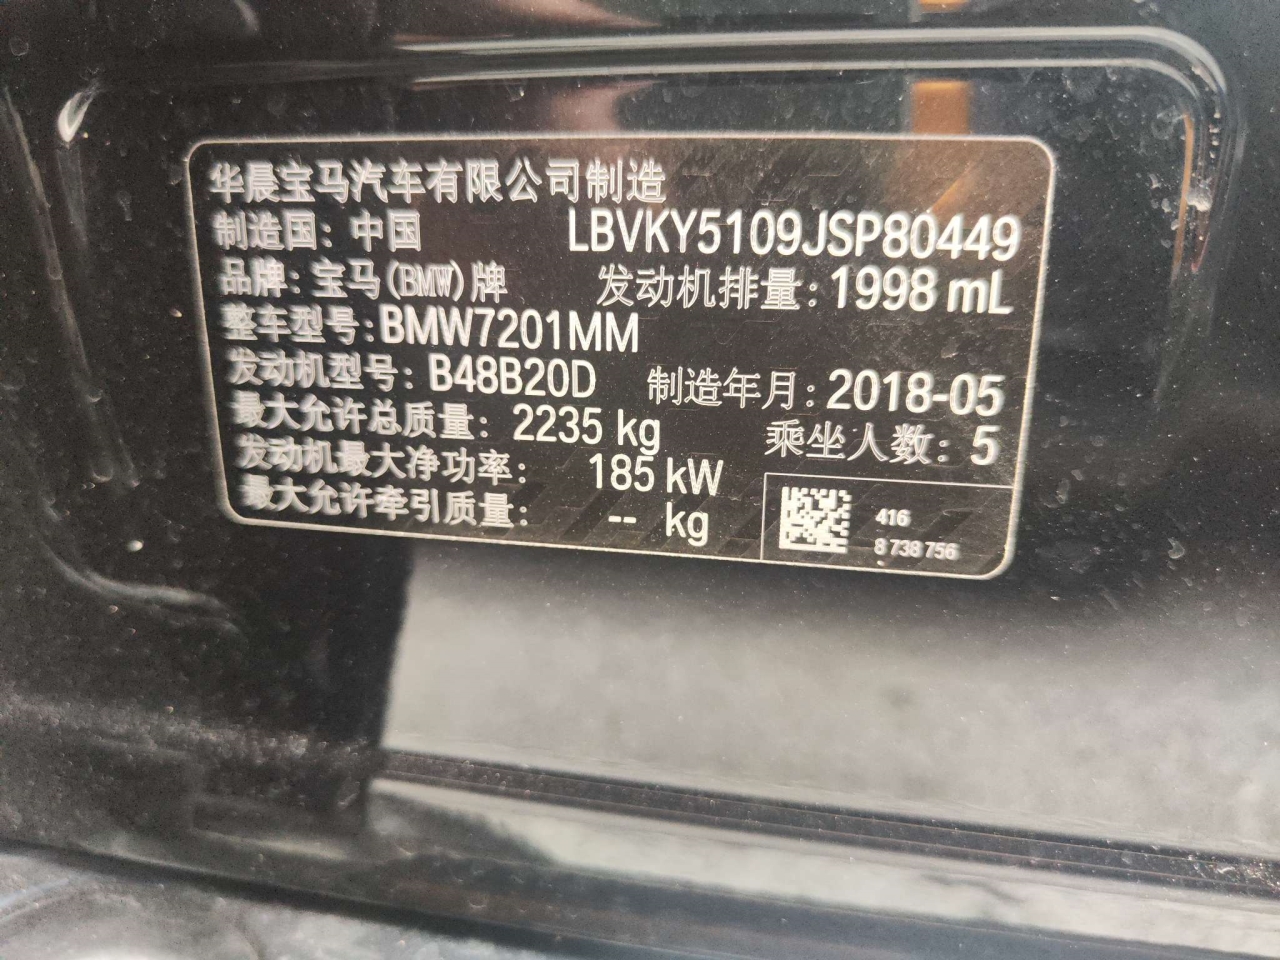 华晨宝马汽车有限公司制造
制造国：中国 LBVKY5109JSP80449
品牌：宝马(BMW)牌 发动机排量：1998 mL
整车型号：BMW7201MM
发动机型号：B48B20D 制造年月：2018-05
最大允许总质量：2235 kg 乘坐人数：5
发动机最大净功率：185 kW
最大允许牵引质量：-- kg
416
8 738 756